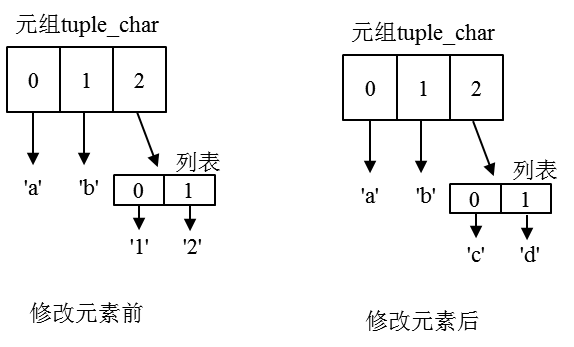 元组tuple_char
0 1 2
'a' 'b'
列表
0 1
'1' '2'
修改元素前
元组tuple_char
0 1 2
'a' 'b'
列表
0 1
'c' 'd'
修改元素后